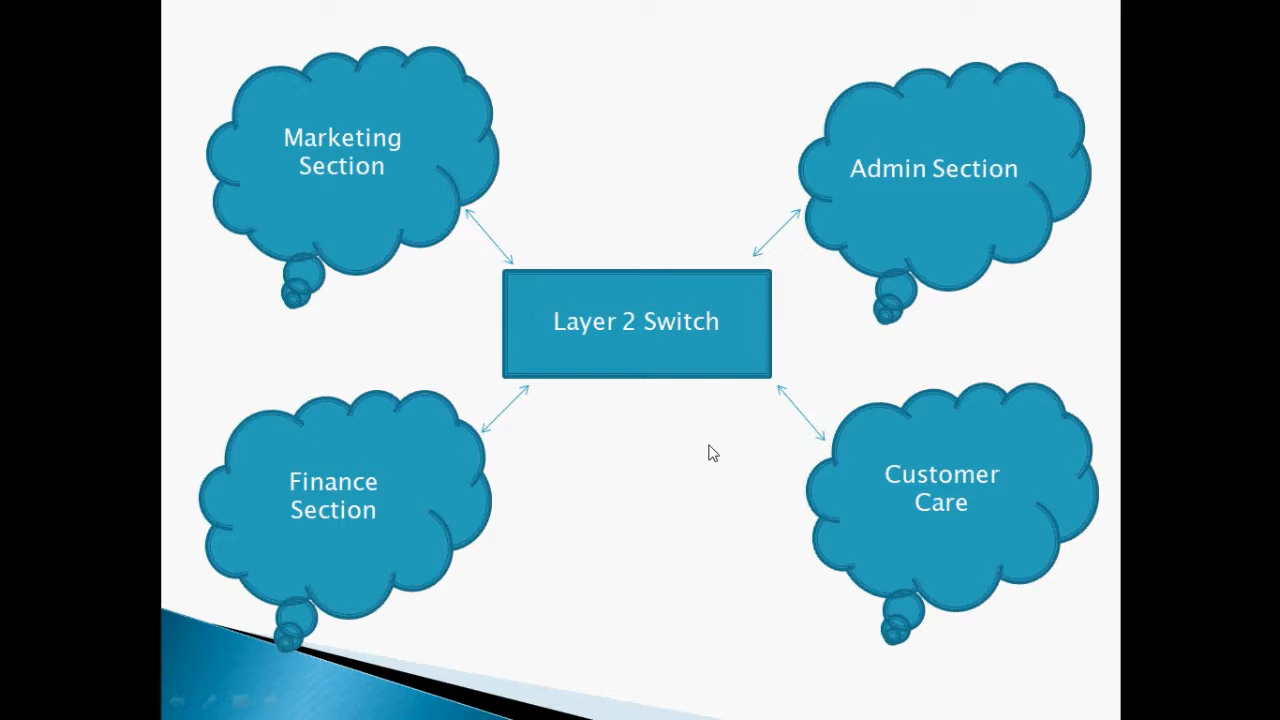 Marketing
Section
Admin Section
Layer 2 Switch
Finance
Section
Customer
Care